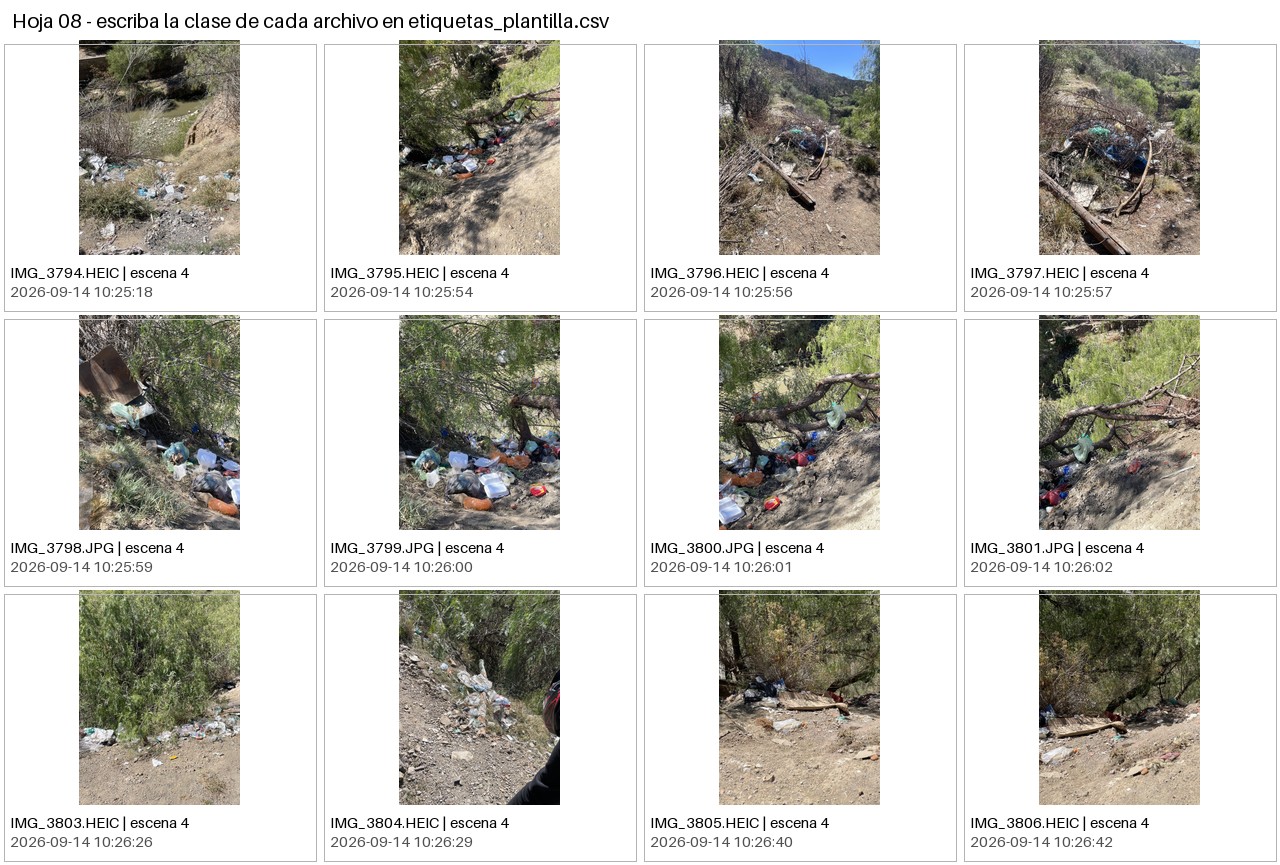 Hoja 08 - escriba la clase de cada archivo en etiquetas_plantilla.csv
IMG_3794.HEIC | escena 4
2026-09-14 10:25:18
IMG_3795.HEIC | escena 4
2026-09-14 10:25:54
IMG_3796.HEIC | escena 4
2026-09-14 10:25:56
IMG_3797.HEIC | escena 4
2026-09-14 10:25:57
IMG_3798.JPG | escena 4
2026-09-14 10:25:59
IMG_3799.JPG | escena 4
2026-09-14 10:26:00
IMG_3800.JPG | escena 4
2026-09-14 10:26:01
IMG_3801.JPG | escena 4
2026-09-14 10:26:02
IMG_3803.HEIC | escena 4
2026-09-14 10:26:26
IMG_3804.HEIC | escena 4
2026-09-14 10:26:29
IMG_3805.HEIC | escena 4
2026-09-14 10:26:40
IMG_3806.HEIC | escena 4
2026-09-14 10:26:42